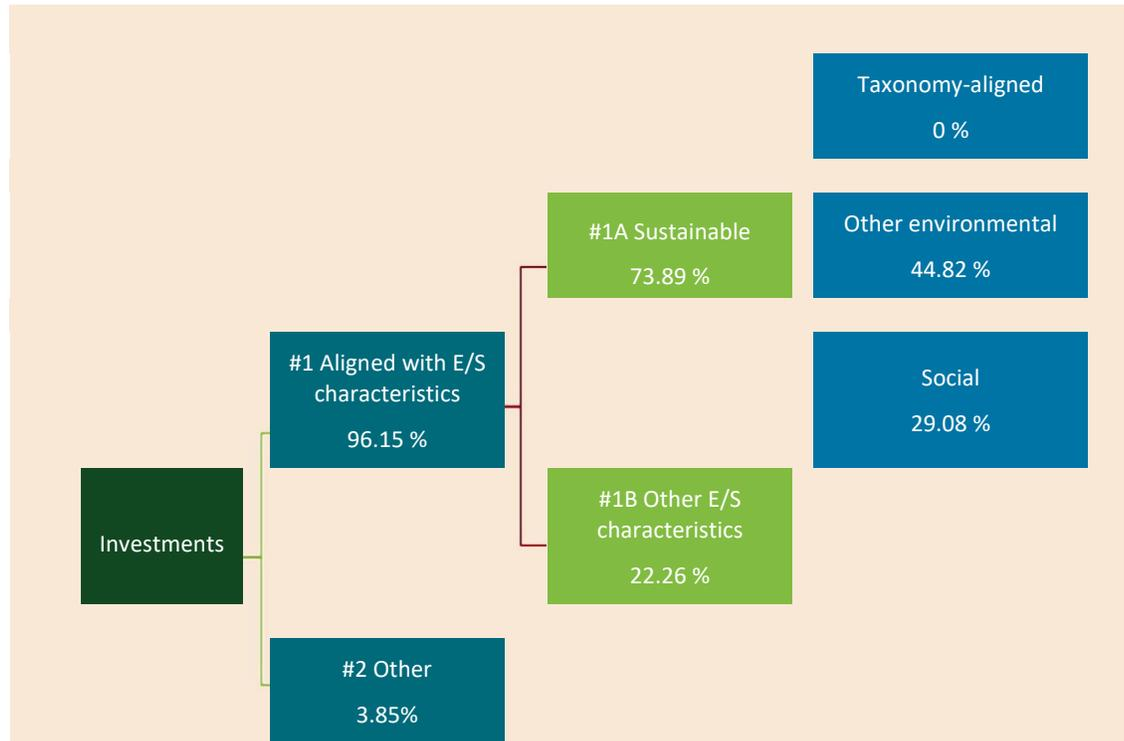 Taxonomy-aligned
0 %
#1A Sustainable
73.89 %
Other environmental
44.82 %
#1 Aligned with E/S
characteristics
96.15 %
Social
29.08 %
Investments
#1B Other E/S
characteristics
22.26 %
#2 Other
3.85%